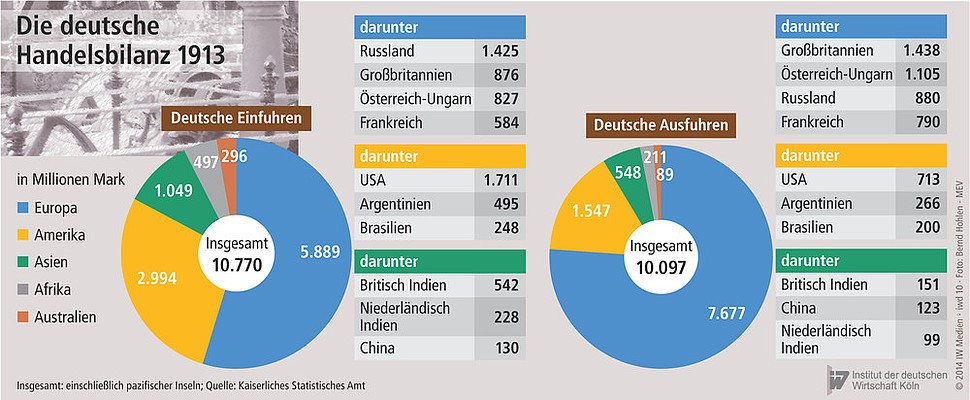 Die deutsche
Handelsbilanz 1913
in Millionen Mark
Europa
Amerika
Asien
Afrika
Australien
Deutsche Einfuhren
497
296
1.049
2.994
5.889
Insgesamt
10.770
darunter
Russland 1.425
Großbritannien 876
Österreich-Ungarn 827
Frankreich 584
darunter
USA 1.711
Argentinien 495
Brasilien 248
darunter
Britisch Indien 542
Niederländisch
Indien 228
China 130
Deutsche Ausfuhren
211
89
548
1.547
7.677
Insgesamt
10.097
darunter
Großbritannien 1.438
Österreich-Ungarn 1.105
Russland 880
Frankreich 790
darunter
USA 713
Argentinien 266
Brasilien 200
darunter
Britisch Indien 151
China 123
Niederländisch
Indien 99
Insgesamt: einschließlich pazifischer Inseln; Quelle: Kaiserliches Statistisches Amt
iw
Institut der deutschen
Wirtschaft Köln
© 2014 IW Medien · iwd 10 · Foto: Bernd Hohlen - MEV